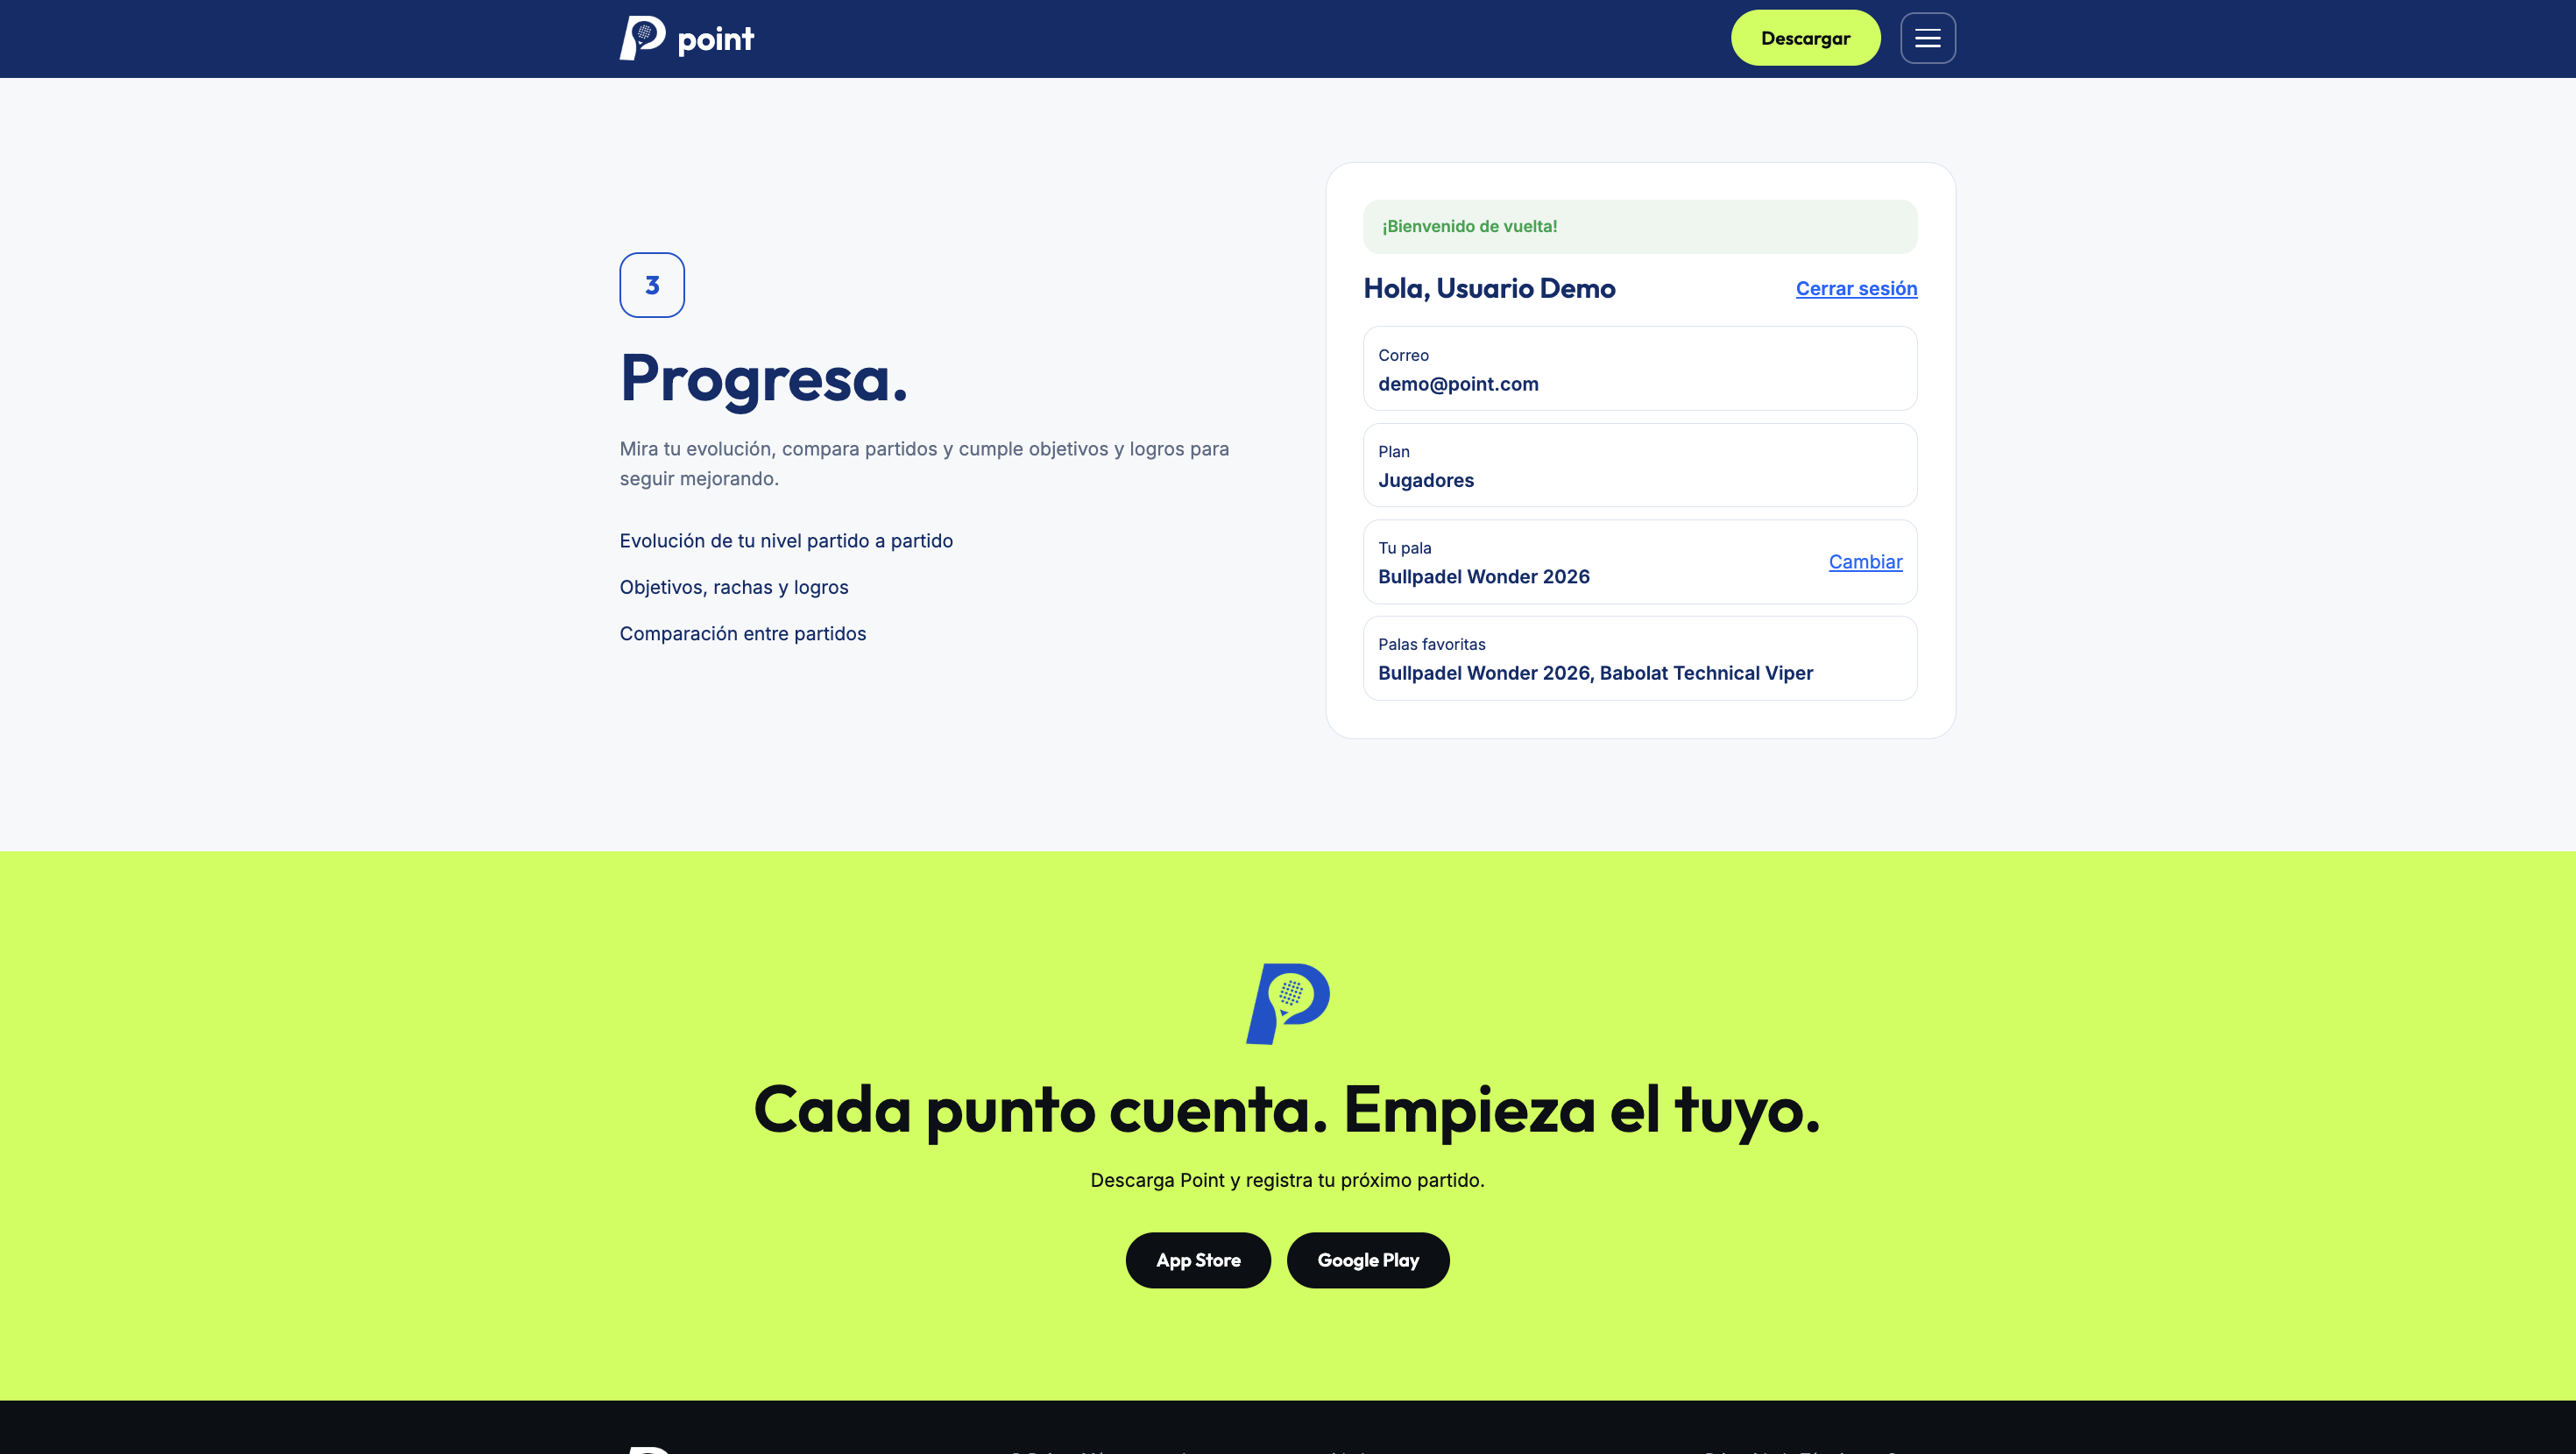 point
Descargar
3
Progresa.
Mira tu evolución, compara partidos y cumple objetivos y logros para
seguir mejorando.
Evolución de tu nivel partido a partido
Objetivos, rachas y logros
Comparación entre partidos
¡Bienvenido de vuelta!
Hola, Usuario Demo
Cerrar sesión
Correo
demo@point.com
Plan
Jugadores
Tu pala
Bullpadel Wonder 2026
Cambiar
Palas favoritas
Bullpadel Wonder 2026, Babolat Technical Viper
Cada punto cuenta. Empieza el tuyo.
Descarga Point y registra tu próximo partido.
App Store
Google Play